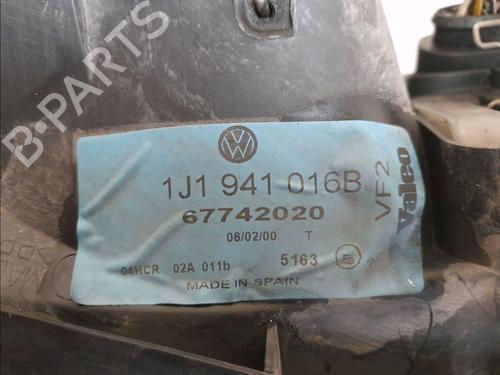 B-PARTS
1J1 941 016B
67742020
06/02/00 T
04HCR 02A 011b 5163
MADE IN SPAIN
VF2
Valeo